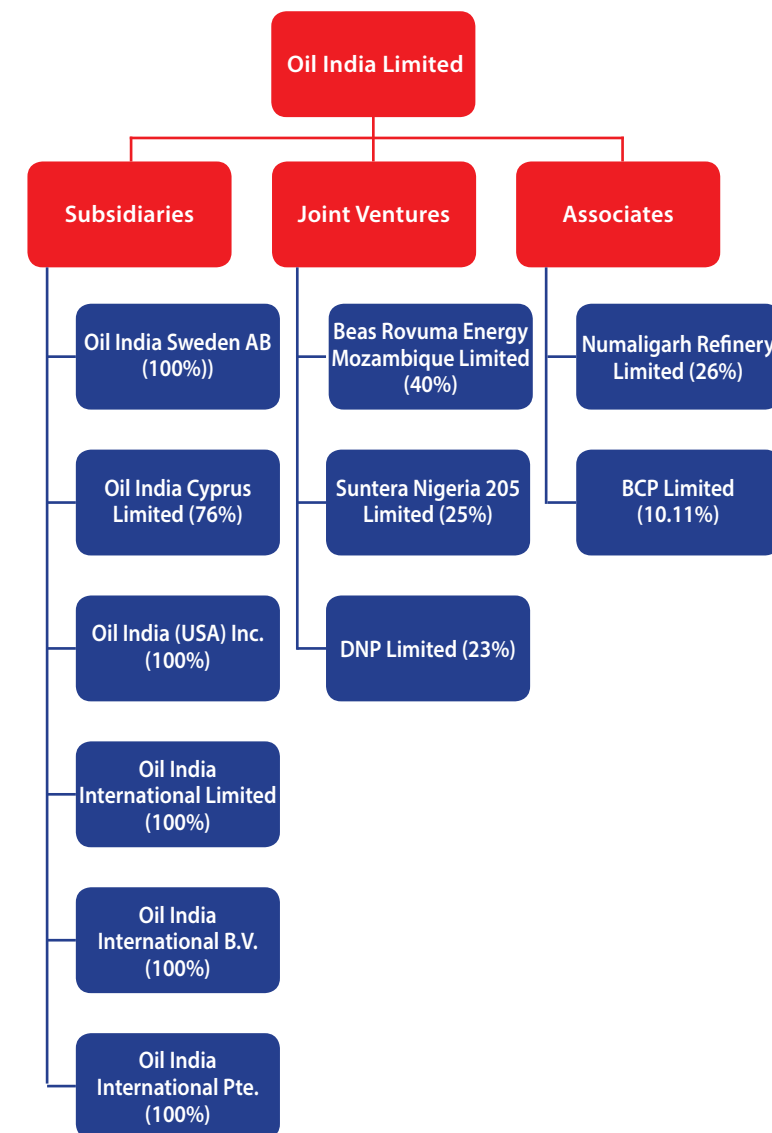 Oil India Limited
Subsidiaries
Oil India Sweden AB
(100%))
Oil India Cyprus
Limited (76%)
Oil India (USA) Inc.
(100%)
Oil India
International Limited
(100%)
Oil India
International B.V.
(100%)
Oil India
International Pte.
(100%)
Joint Ventures
Beas Rovuma Energy
Mozambique Limited
(40%)
Suntera Nigeria 205
Limited (25%)
DNP Limited (23%)
Associates
Numaligarh Refinery
Limited (26%)
BCP Limited
(10.11%)